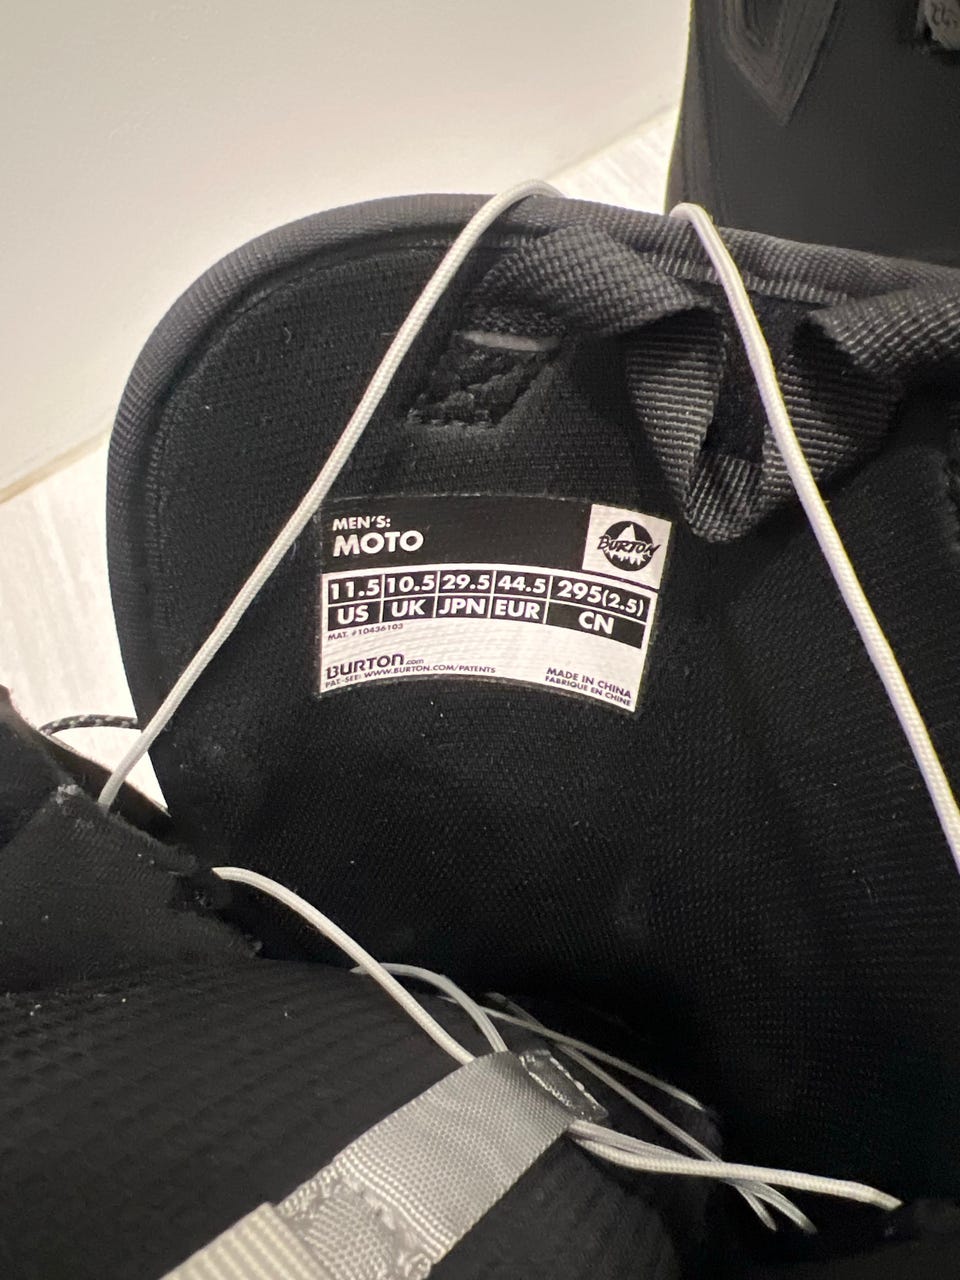 MEN'S:
MOTO
BURTON
11.5 10.5 29.5 44.5 295(2.5)
US UK JPN EUR CN
MAT. #10436103
BURTON.com
PAT.-SEE: WWW.BURTON.COM/PATENTS
MADE IN CHINA
FABRIQUE EN CHINE